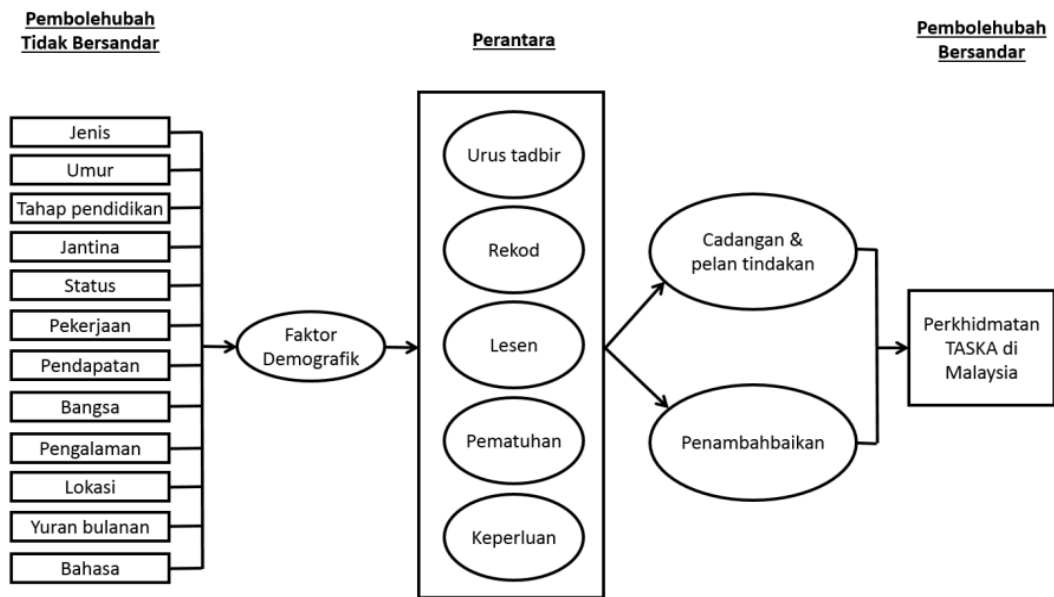 Pembolehubah
Tidak Bersandar
Perantara
Pembolehubah
Bersandar
Jenis
Umur
Tahap pendidikan
Jantina
Status
Pekerjaan
Pendapatan
Bangsa
Pengalaman
Lokasi
Yuran bulanan
Bahasa
Faktor
Demografik
Urus tadbir
Rekod
Lesen
Pematuhan
Keperluan
Cadangan &
pelan tindakan
Penambahbaikan
Perkhidmatan
TASKA di
Malaysia